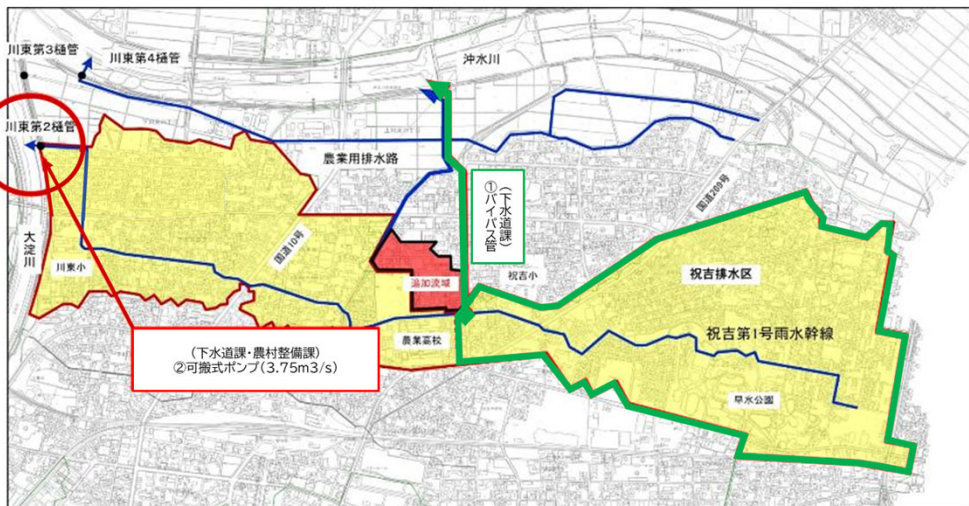 川東第3樋管
川東第4樋管
沖水川
川東第2樋管
農業用排水路
国道269号
(下水道課)
①バイパス管
大淀川
川東小
国道10号
追加流域
祝吉小
祝吉排水区
祝吉第1号雨水幹線
農業高校
早水公園
(下水道課・農村整備課)
②可搬式ポンプ(3.75m3/s)